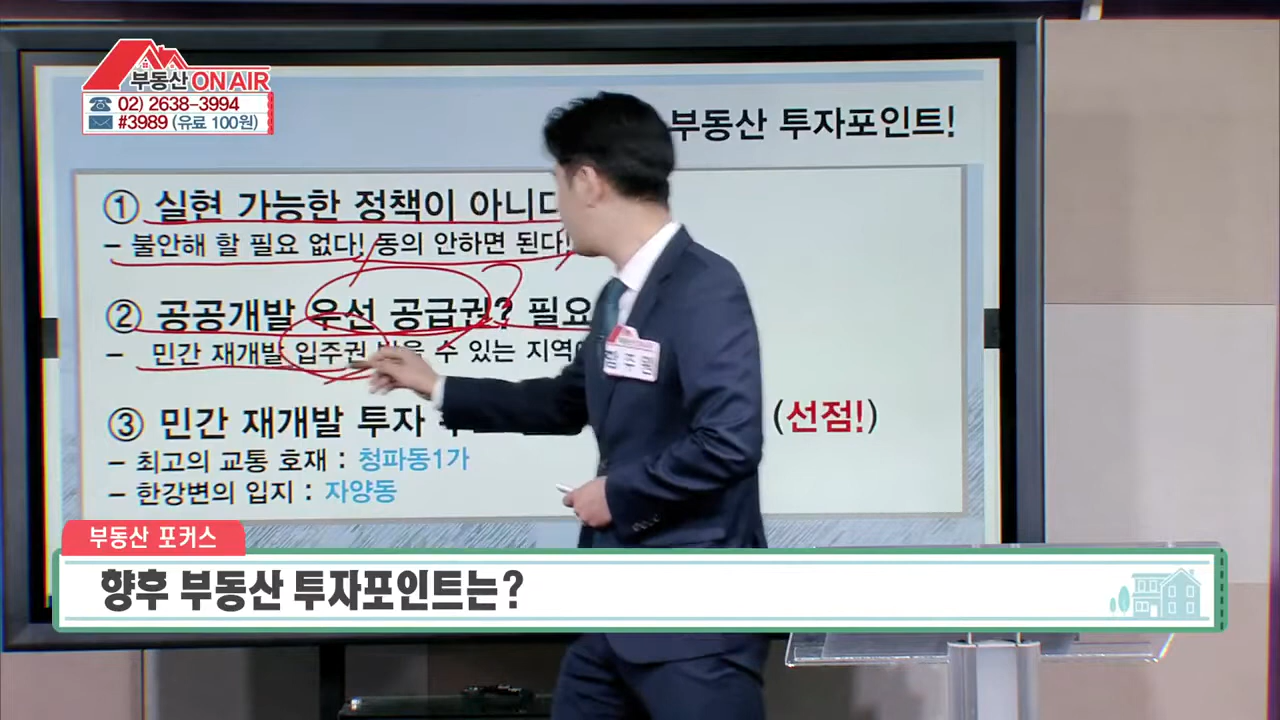 부동산 ON AIR
02) 2638-3994
#3989 (유료 100원)
부동산 투자포인트!
① 실현 가능한 정책이 아니다
– 불안해 할 필요 없다! 동의 안하면 된다!
② 공공개발 우선 공급권? 필요
– 민간 재개발 입주권 받을 수 있는 지역
③ 민간 재개발 투자 (선점!)
– 최고의 교통 호재 : 청파동1가
– 한강변의 입지 : 자양동
부동산 포커스
향후 부동산 투자포인트는?